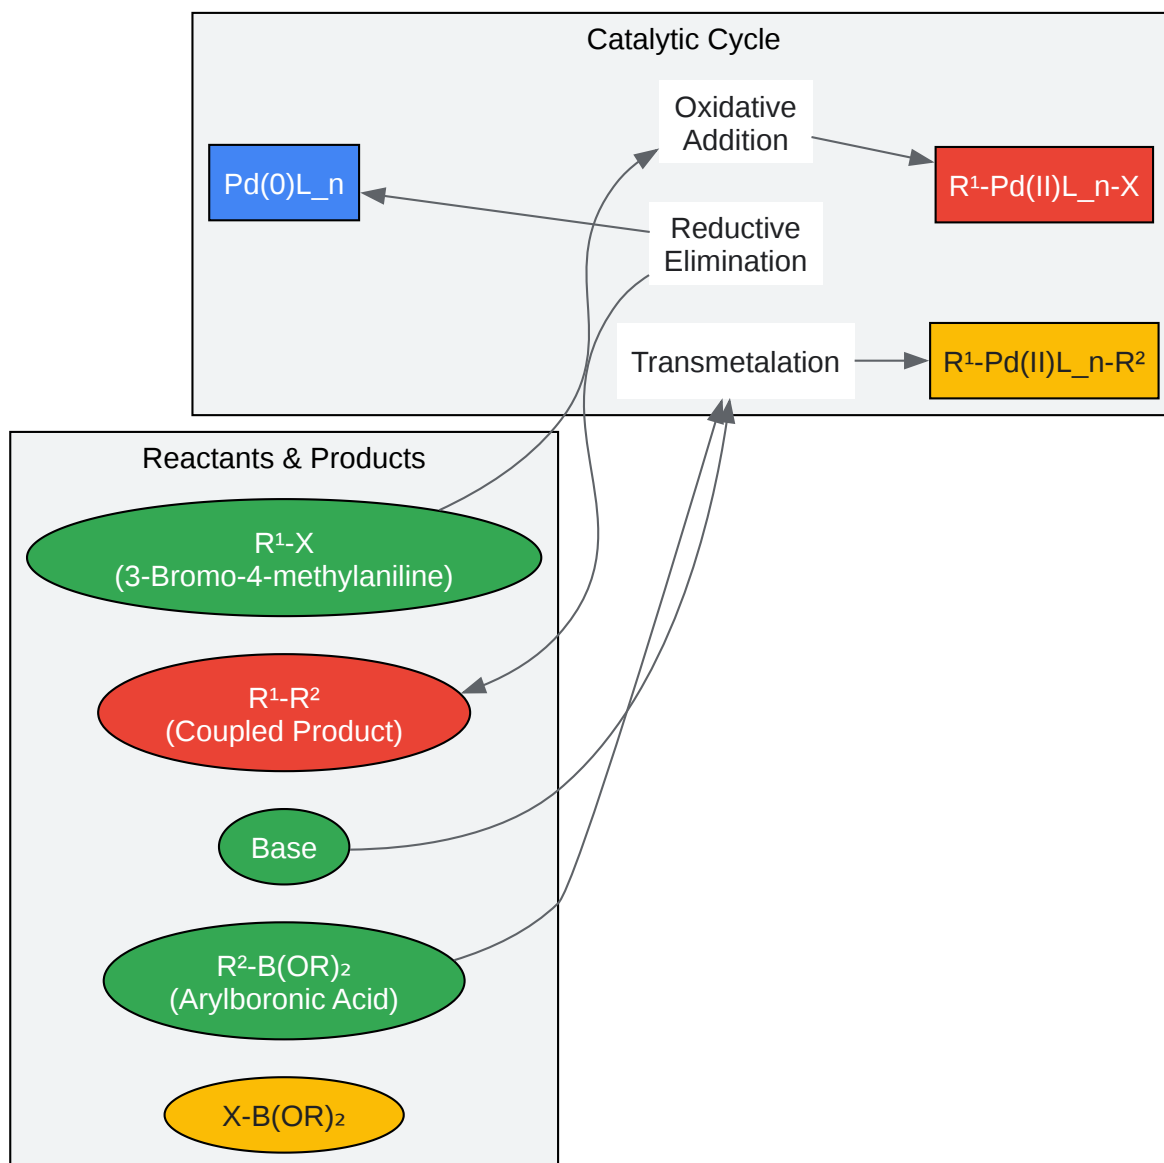 Catalytic Cycle
Oxidative
Addition
Pd(0)L_n
R¹-Pd(II)L_n-X
Reductive
Elimination
Transmetalation
R¹-Pd(II)L_n-R²
Reactants & Products
R¹-X
(3-Bromo-4-methylaniline)
R¹-R²
(Coupled Product)
Base
R²-B(OR)₂
(Arylboronic Acid)
X-B(OR)₂